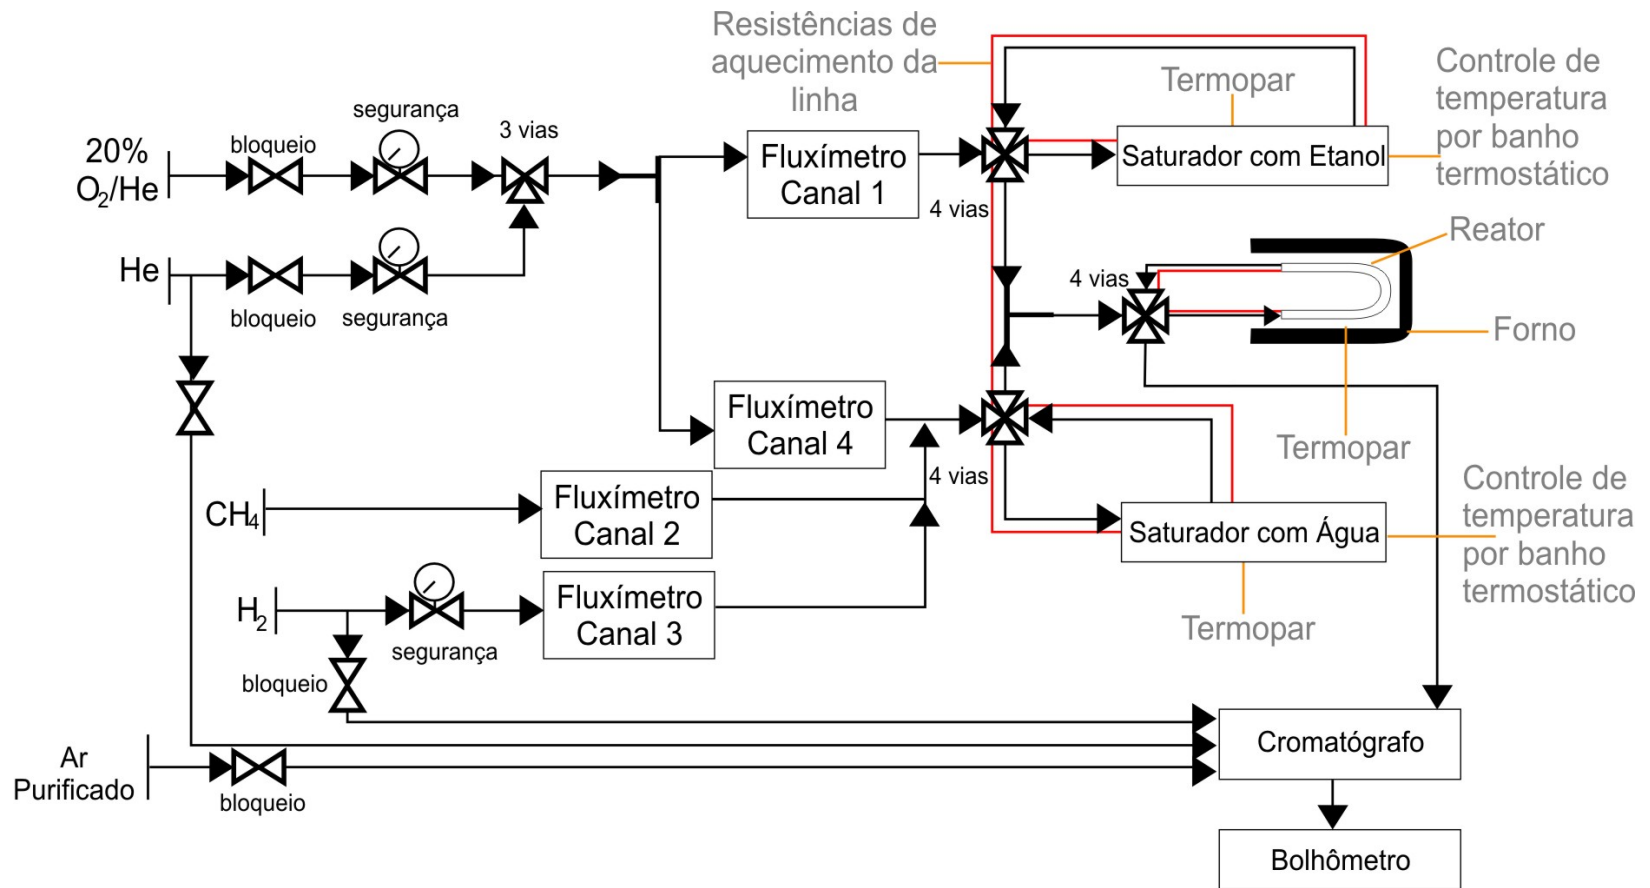 Resistências de
aquecimento da
linha
Termopar
Controle de
temperatura
por banho
termostático
segurança
bloqueio
3 vias
20%
O₂/He
Fluxímetro
Canal 1
Saturador com Etanol
4 vias
Reator
He
bloqueio
segurança
4 vias
Forno
Fluxímetro
Canal 4
Termopar
4 vias
CH₄
Fluxímetro
Canal 2
Saturador com Água
Controle de
temperatura
por banho
termostático
H₂
segurança
Fluxímetro
Canal 3
Termopar
bloqueio
Ar
Purificado
bloqueio
Cromatógrafo
Bolhômetro